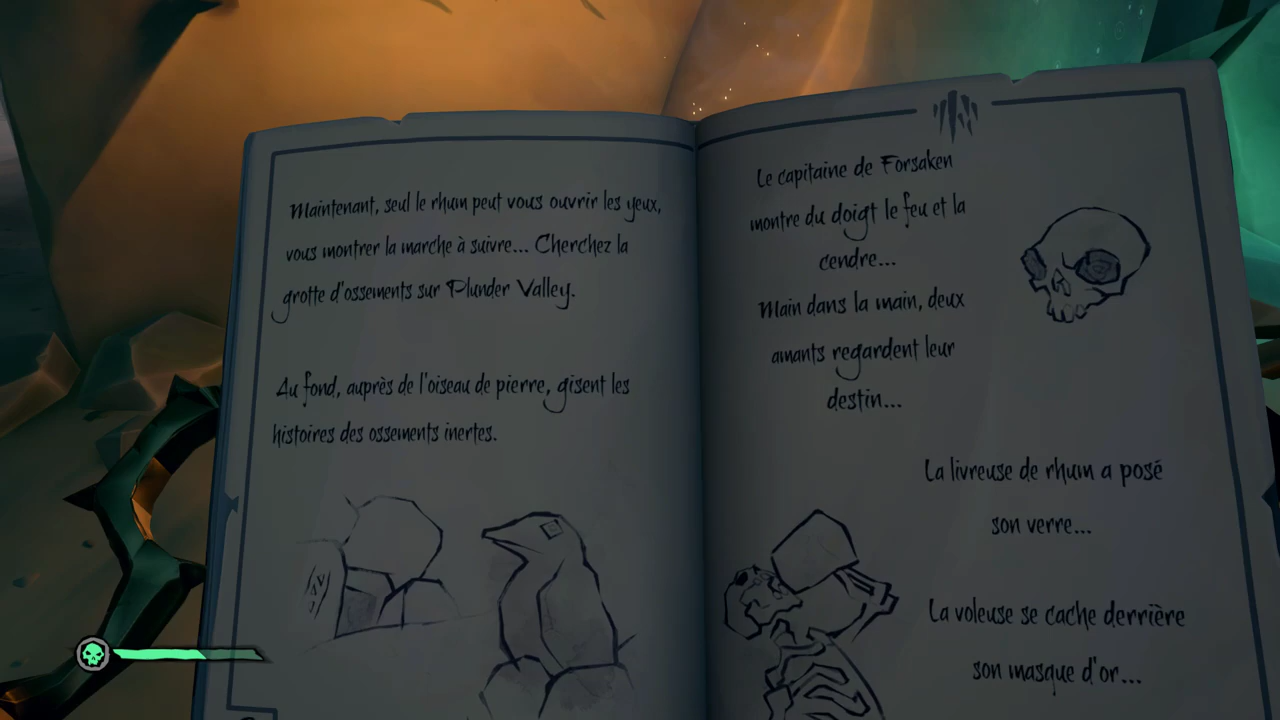 Maintenant, seul le rhum peut vous ouvrir les yeux,
vous montrer la marche à suivre... Cherchez la
grotte d'ossements sur Plunder Valley.
Au fond, auprès de l'oiseau de pierre, gisent les
histoires des ossements inertes.
Le capitaine de Forsaken
montre du doigt le feu et la
cendre...
Main dans la main, deux
amants regardent leur
destin...
La livreuse de rhum a posé
son verre...
La voleuse se cache derrière
son masque d'or...